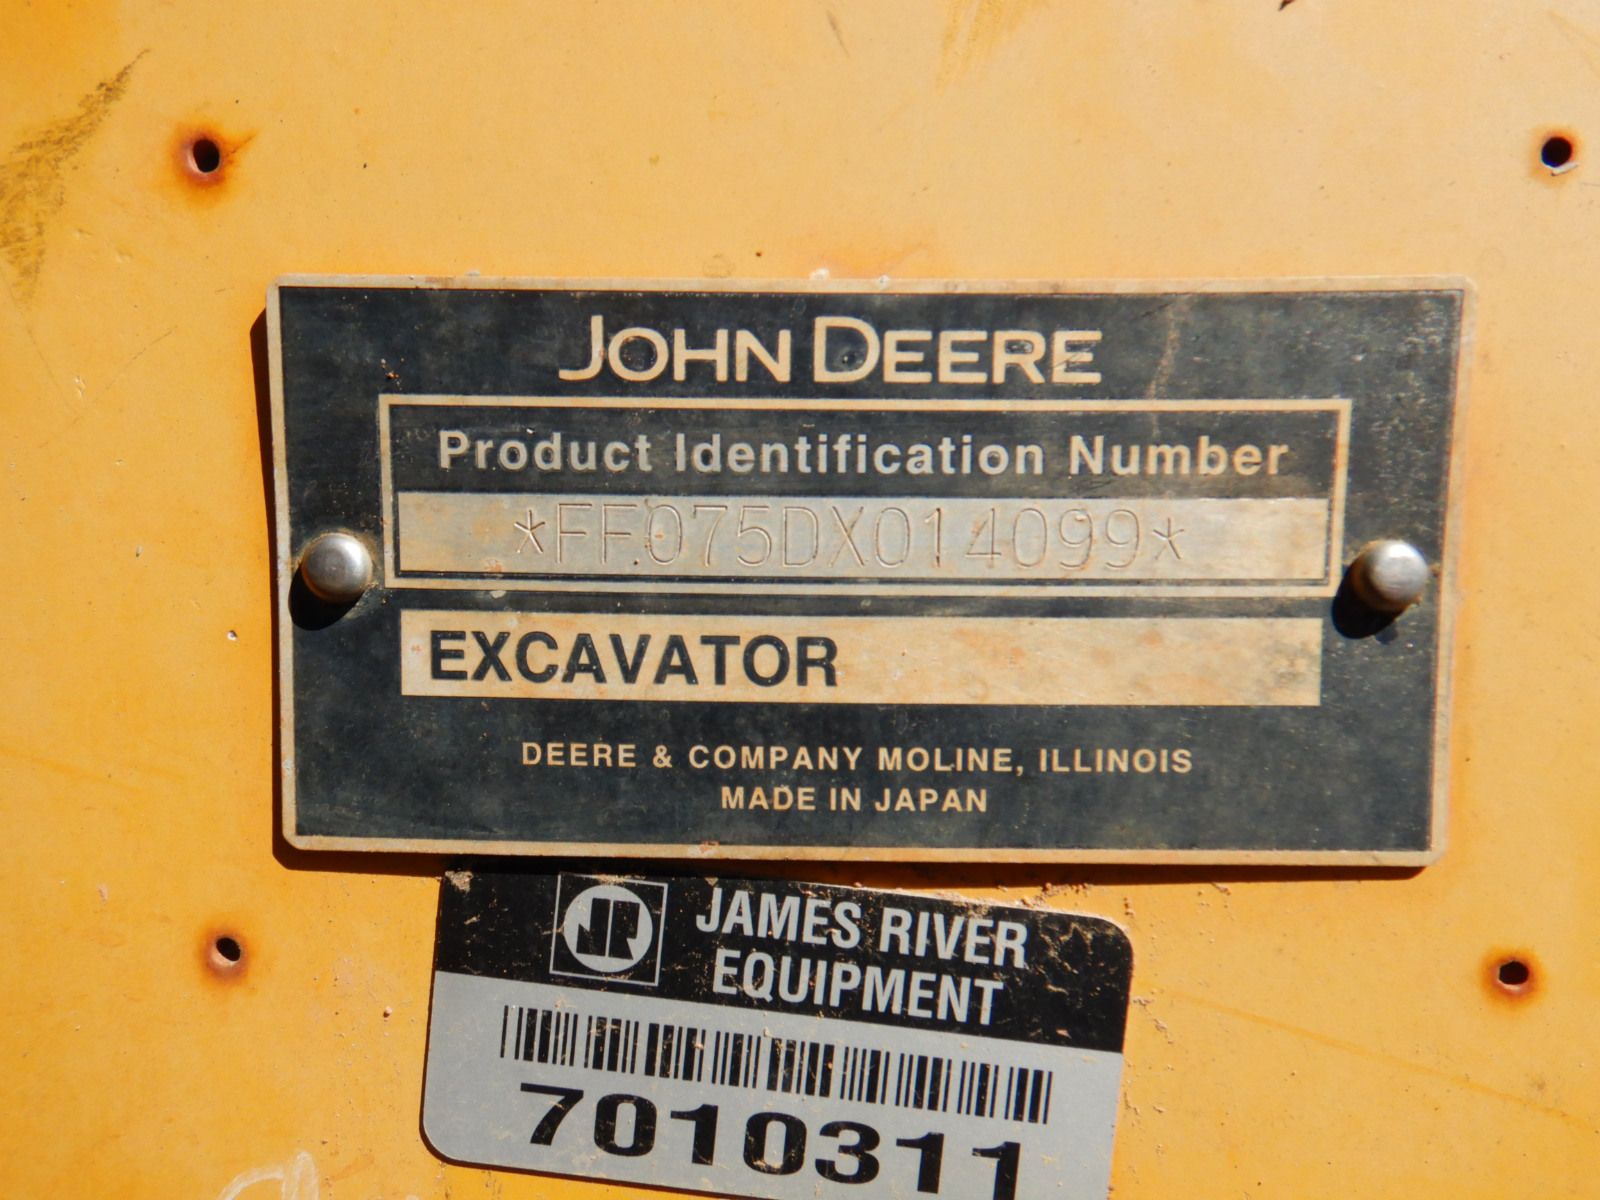 JOHN DEERE
Product Identification Number
*FF075DX014099*
EXCAVATOR
DEERE & COMPANY MOLINE, ILLINOIS
MADE IN JAPAN
JR JAMES RIVER
EQUIPMENT
7010311